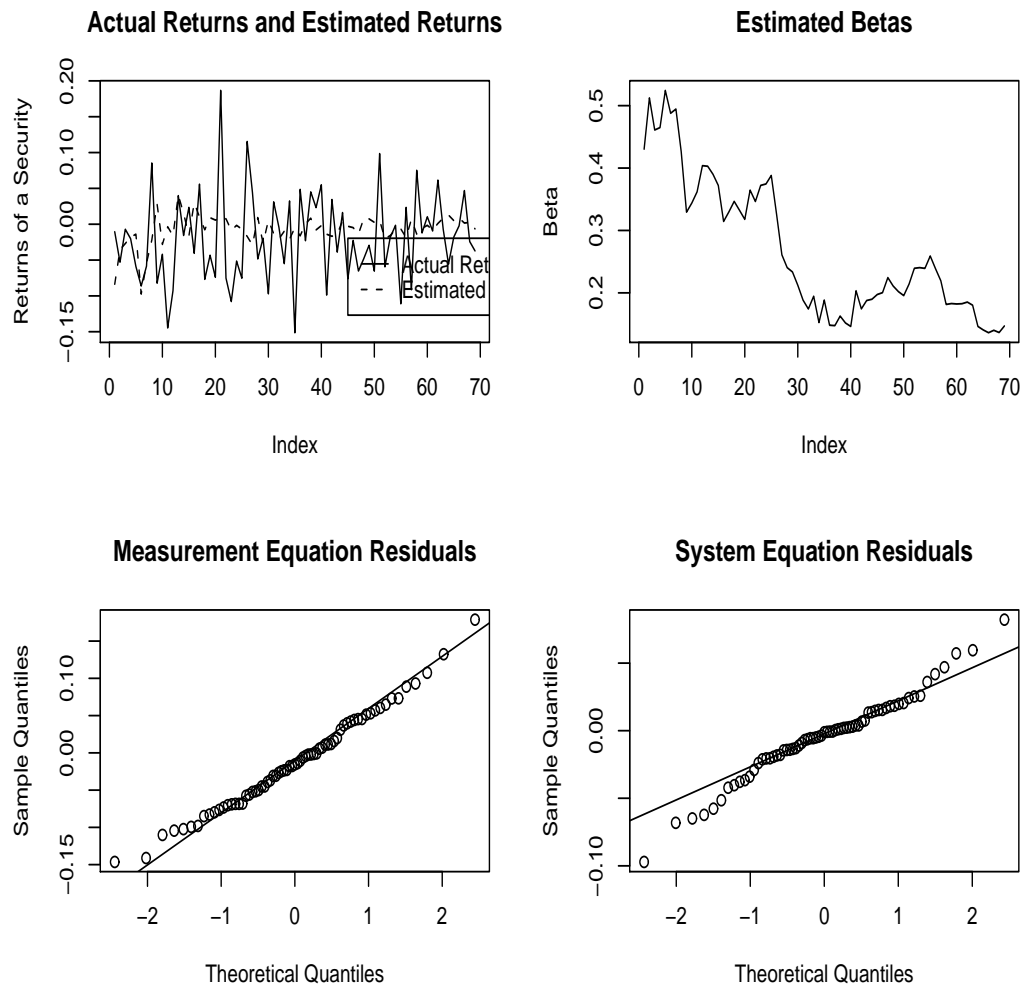 Actual Returns and Estimated Returns
Returns of a Security
0.20
0.10
0.00
−0.15
Actual Ret
Estimated
0 10 20 30 40 50 60 70
Index
Estimated Betas
Beta
0.5
0.4
0.3
0.2
0 10 20 30 40 50 60 70
Index
Measurement Equation Residuals
Sample Quantiles
0.10
0.00
−0.15
−2 −1 0 1 2
Theoretical Quantiles
System Equation Residuals
Sample Quantiles
0.00
−0.10
−2 −1 0 1 2
Theoretical Quantiles